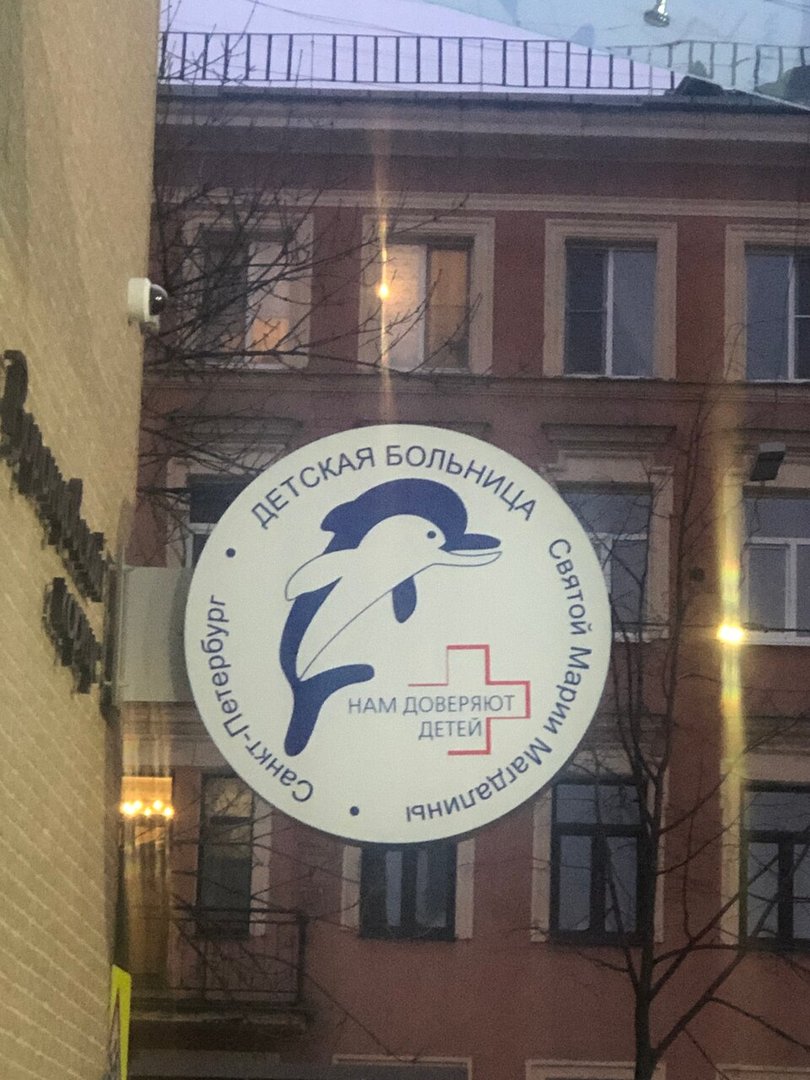 ДЕТСКАЯ БОЛЬНИЦА
Святой Марии Магдалины
Санкт-Петербург
НАМ ДОВЕРЯЮТ
ДЕТЕЙ